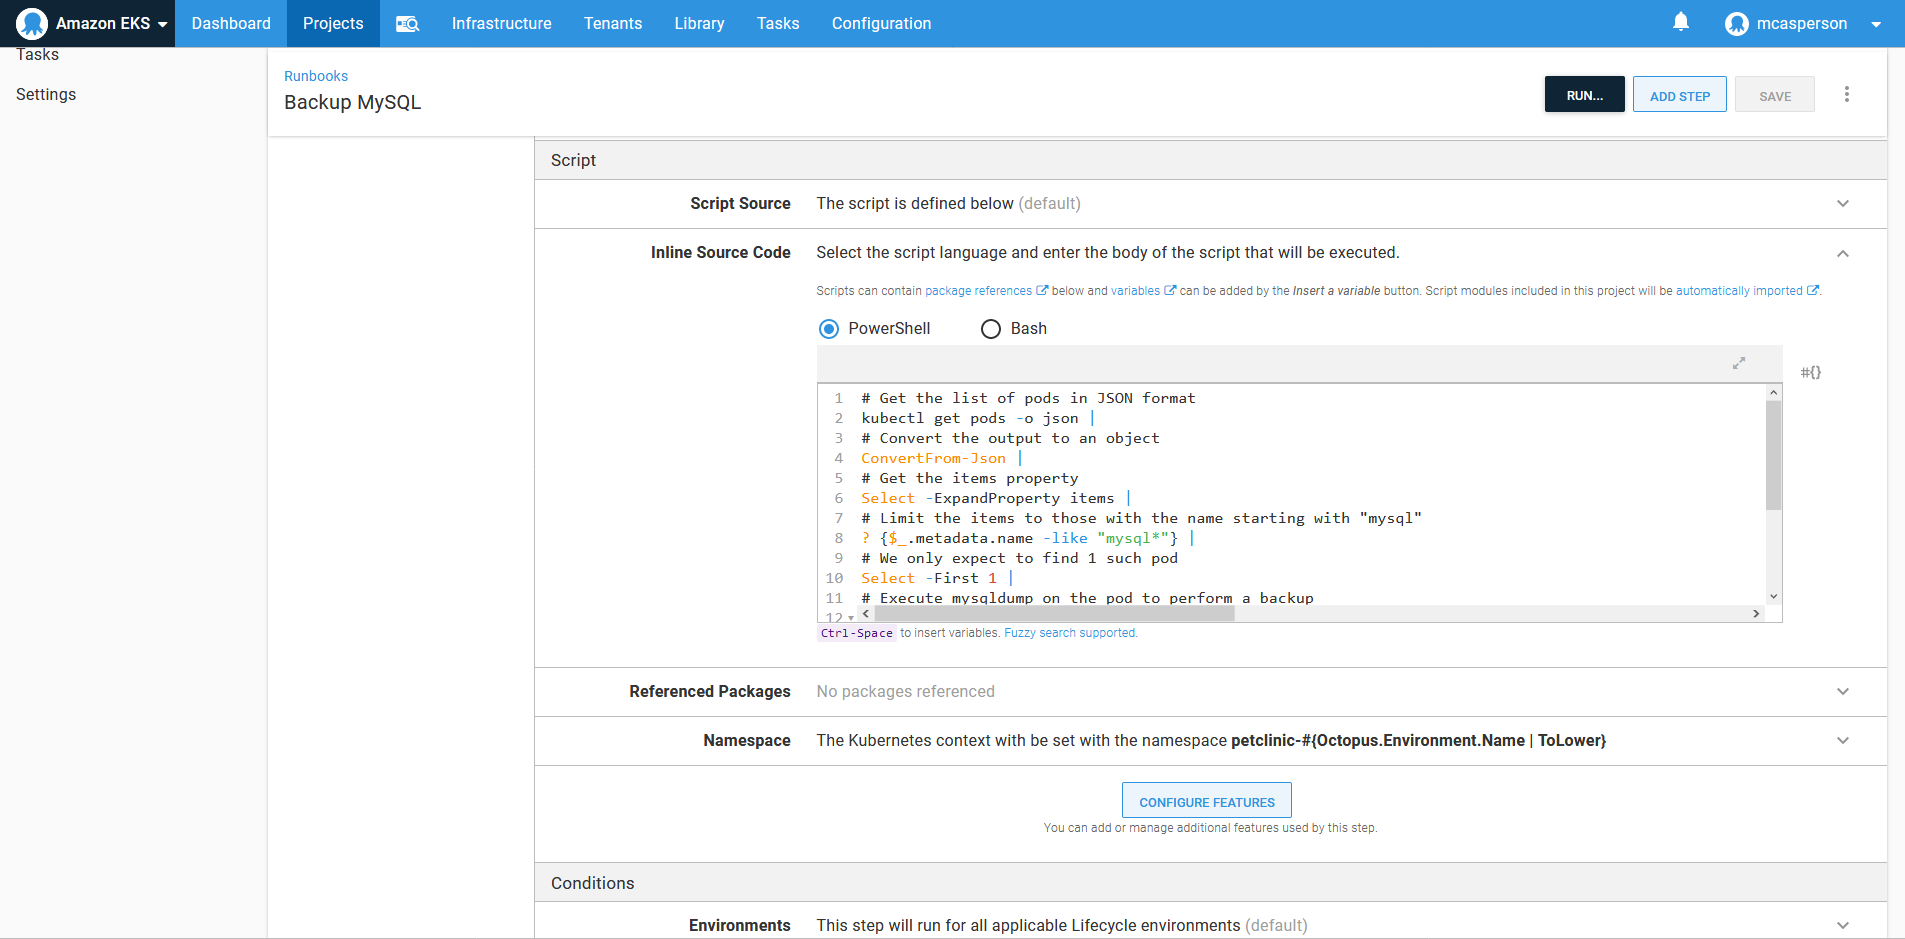 Amazon EKS Dashboard Projects Infrastructure Tenants Library Tasks Configuration mcasperson
Tasks
Settings
Runbooks
Backup MySQL
RUN... ADD STEP SAVE
Script
Script Source The script is defined below (default)
Inline Source Code Select the script language and enter the body of the script that will be executed.
Scripts can contain package references below and variables can be added by the Insert a variable button. Script modules included in this project will be automatically imported .
PowerShell Bash
#{}
1 # Get the list of pods in JSON format
2 kubectl get pods -o json |
3 # Convert the output to an object
4 ConvertFrom-Json |
5 # Get the items property
6 Select -ExpandProperty items |
7 # Limit the items to those with the name starting with "mysql"
8 ? {$_.metadata.name -like "mysql*"} |
9 # We only expect to find 1 such pod
10 Select -First 1 |
11 # Execute mysqldump on the pod to perform a backup
12
Ctrl-Space to insert variables. Fuzzy search supported.
Referenced Packages No packages referenced
Namespace The Kubernetes context with be set with the namespace petclinic-#{Octopus.Environment.Name | ToLower}
CONFIGURE FEATURES
You can add or manage additional features used by this step.
Conditions
Environments This step will run for all applicable Lifecycle environments (default)